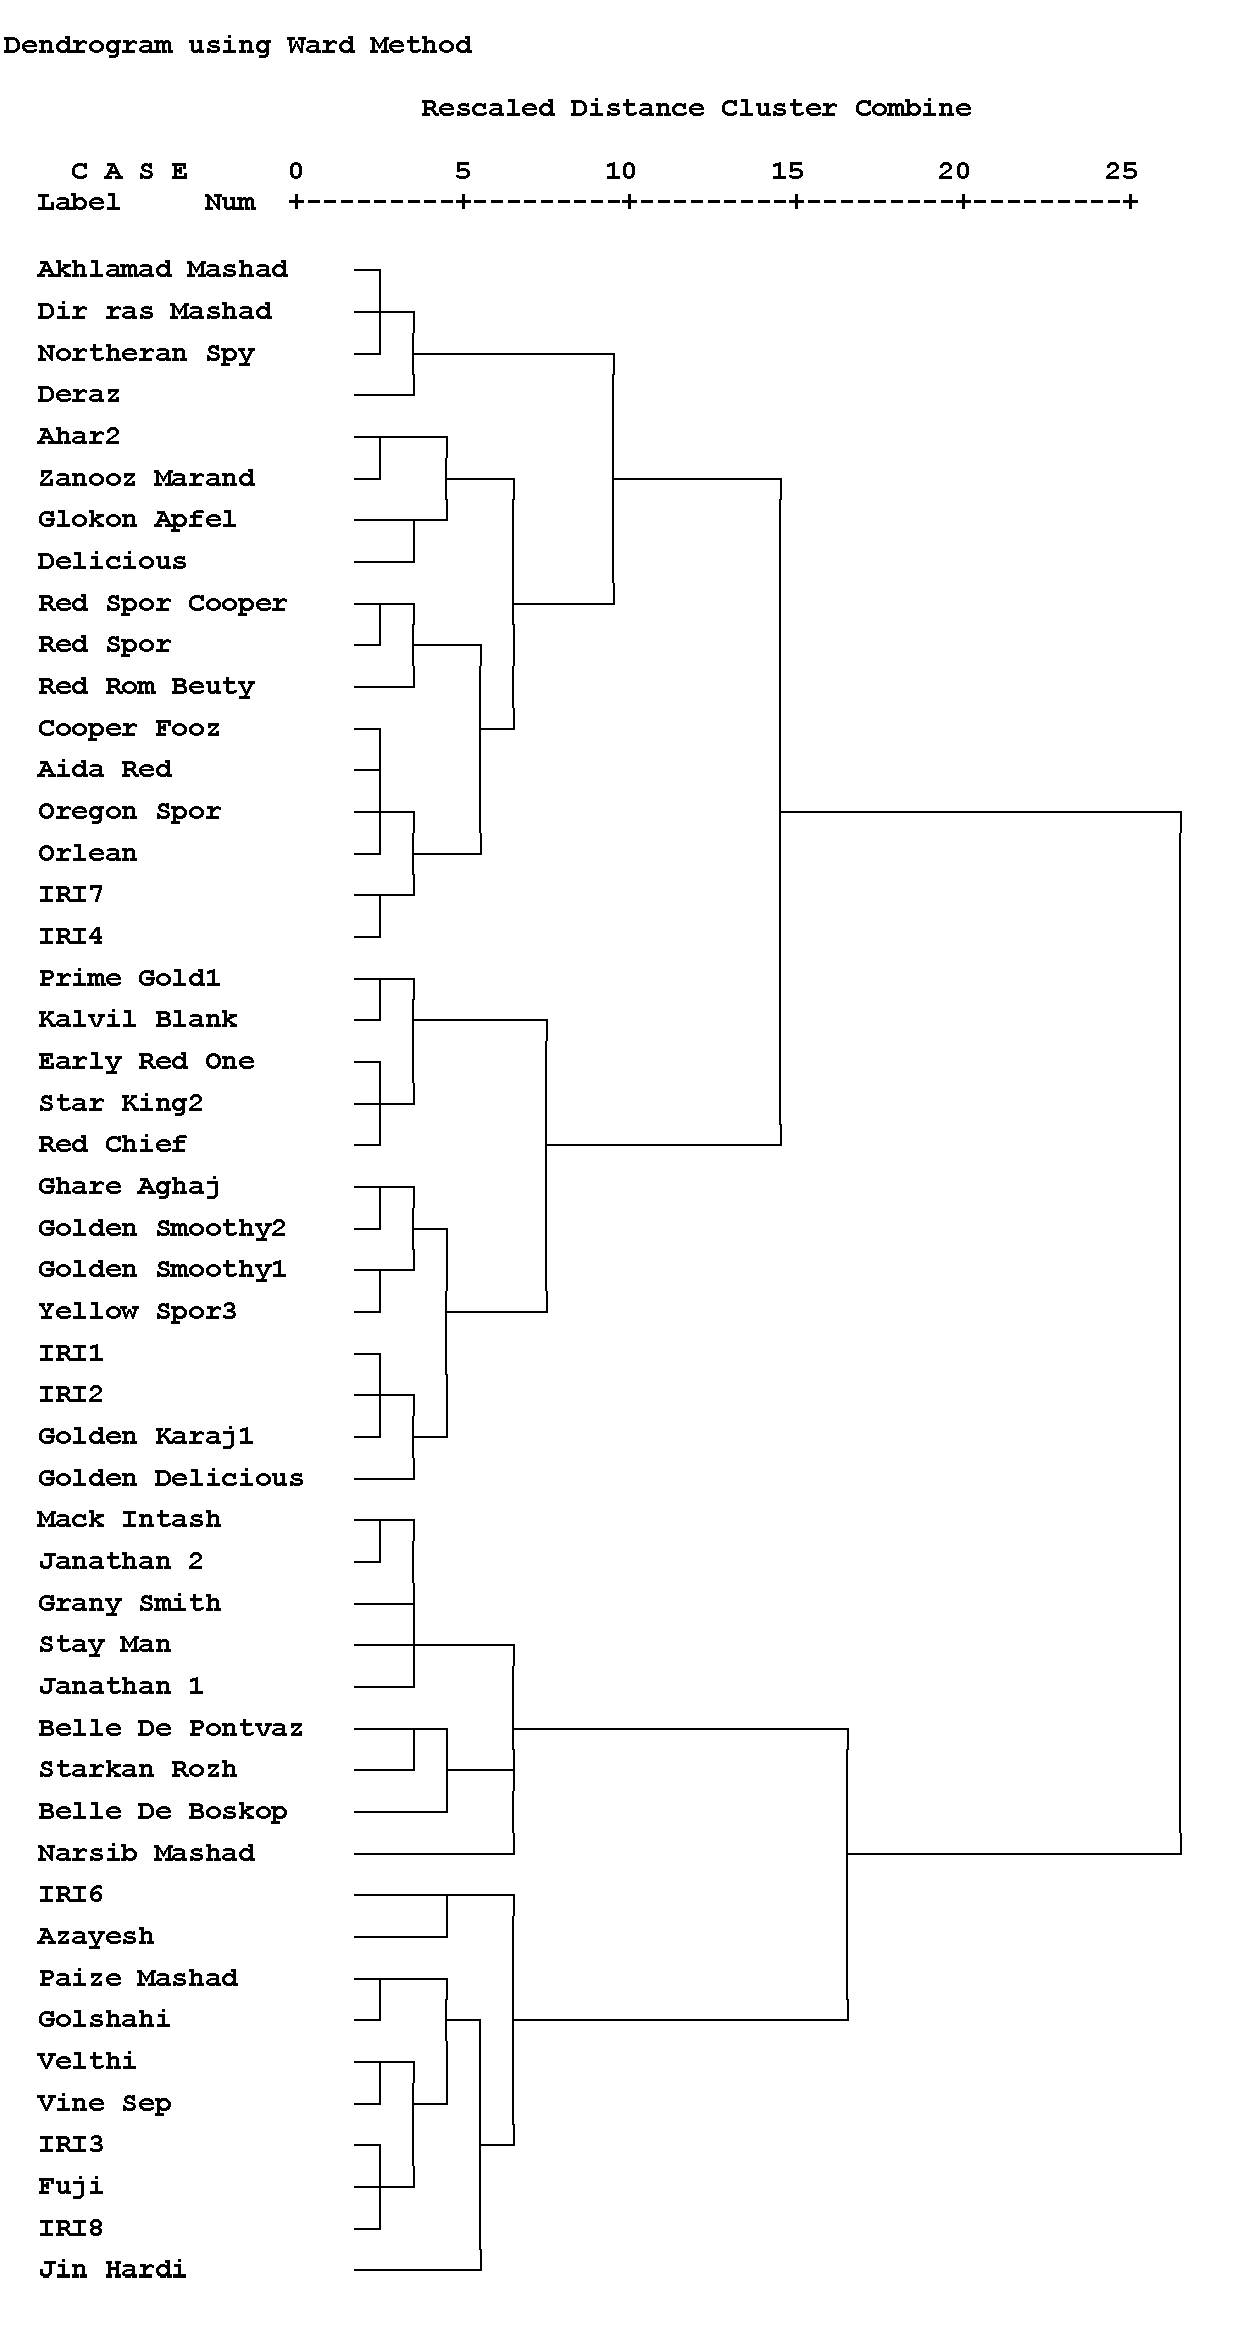 Dendrogram using Ward Method
Rescaled Distance Cluster Combine
C A S E 0 5 10 15 20 25
Label Num +---------+---------+---------+---------+---------+
Akhlamad Mashad
Dir ras Mashad
Northeran Spy
Deraz
Ahar2
Zanooz Marand
Glokon Apfel
Delicious
Red Spor Cooper
Red Spor
Red Rom Beuty
Cooper Fooz
Aida Red
Oregon Spor
Orlean
IRI7
IRI4
Prime Gold1
Kalvil Blank
Early Red One
Star King2
Red Chief
Ghare Aghaj
Golden Smoothy2
Golden Smoothy1
Yellow Spor3
IRI1
IRI2
Golden Karaj1
Golden Delicious
Mack Intash
Janathan 2
Grany Smith
Stay Man
Janathan 1
Belle De Pontvaz
Starkan Rozh
Belle De Boskop
Narsib Mashad
IRI6
Azayesh
Paize Mashad
Golshahi
Velthi
Vine Sep
IRI3
Fuji
IRI8
Jin Hardi